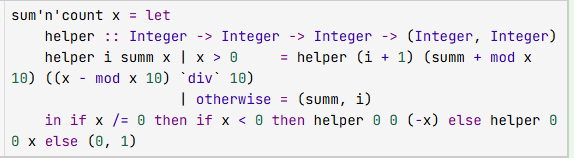 sum'n'count x = let
    helper :: Integer -> Integer -> Integer -> (Integer, Integer)
    helper i summ x | x > 0     = helper (i + 1) (summ + mod x
10) ((x - mod x 10) `div` 10)
                    | otherwise = (summ, i)
    in if x /= 0 then if x < 0 then helper 0 0 (-x) else helper 0
0 x else (0, 1)